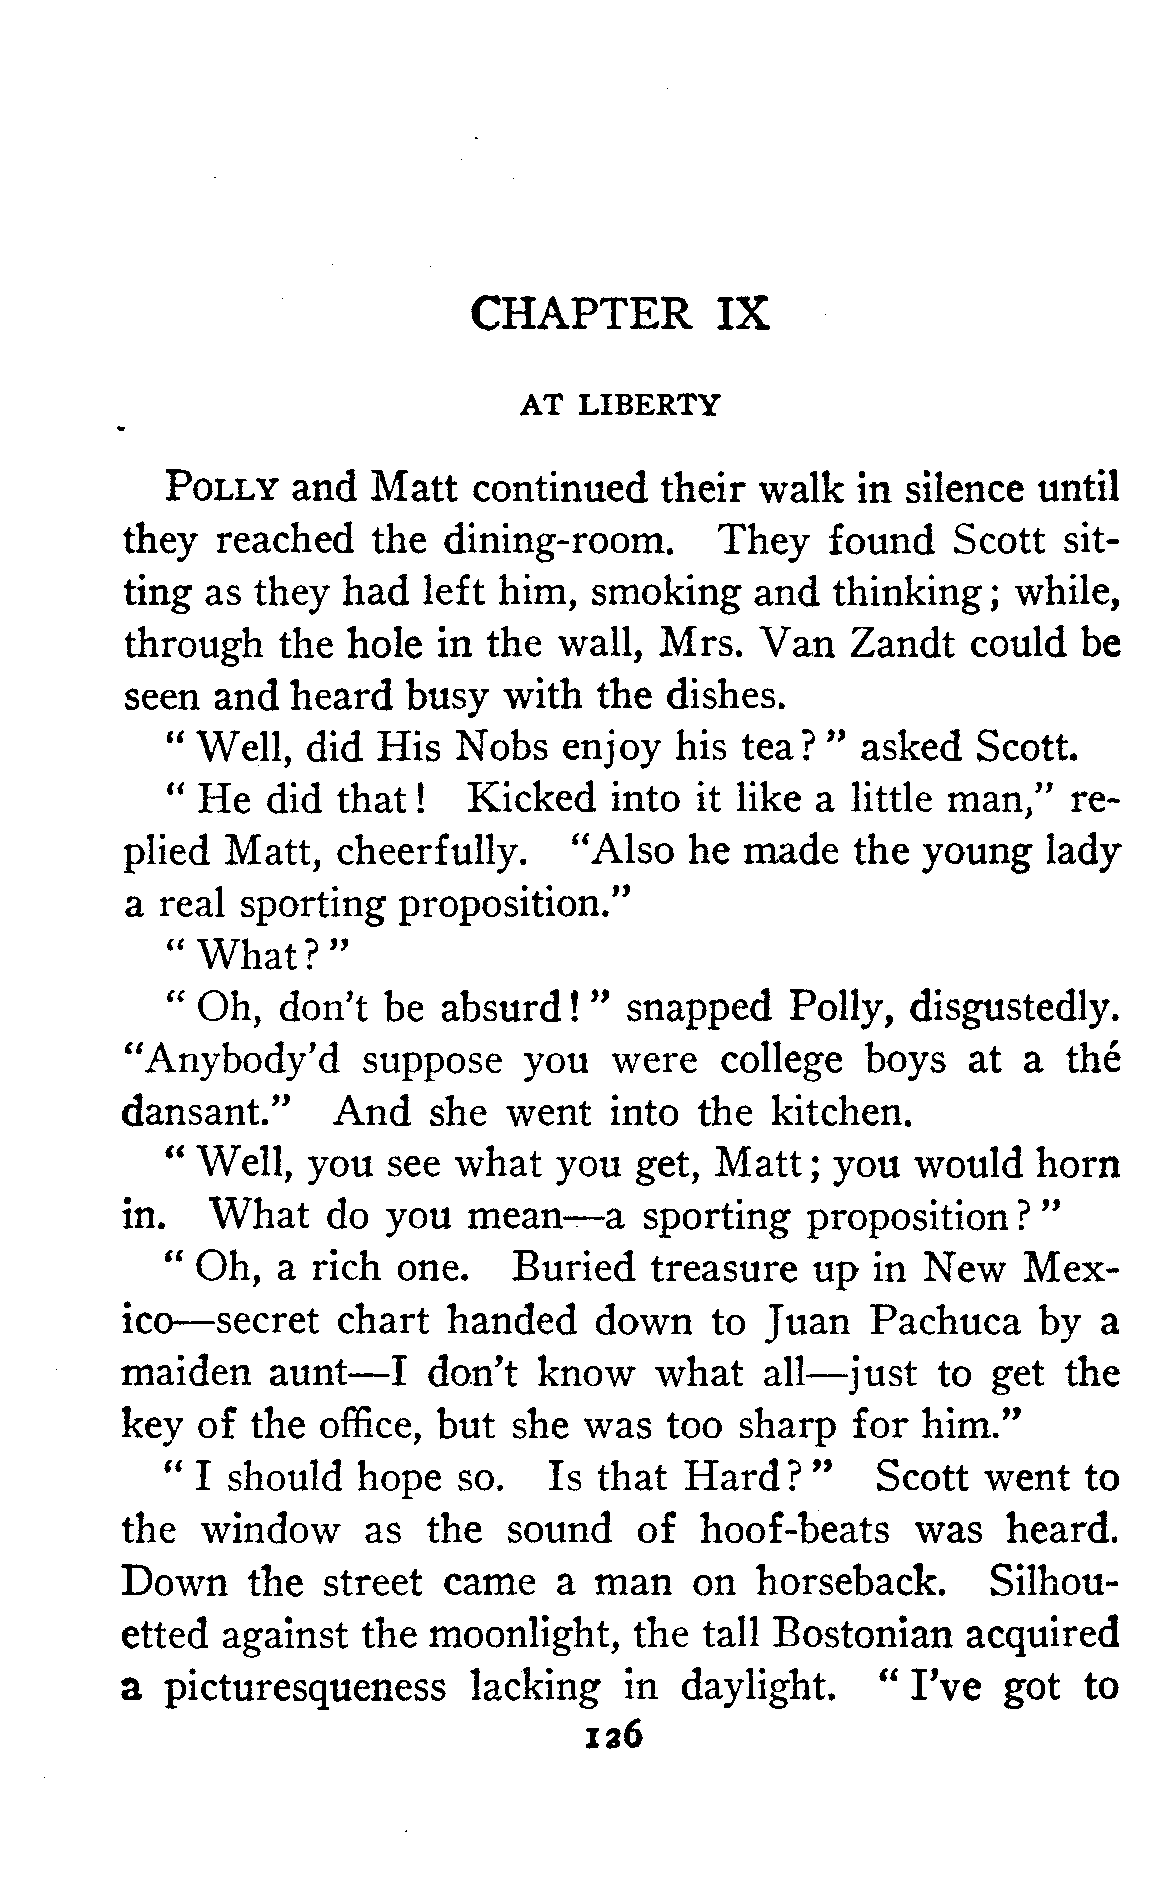 CHAPTER IX
AT LIBERTY
POLLY and Matt continued their walk in silence until
they reached the dining-room. They found Scott sit-
ting as they had left him, smoking and thinking; while,
through the hole in the wall, Mrs. Van Zandt could be
seen and heard busy with the dishes.
" Well, did His Nobs enjoy his tea? " asked Scott.
" He did that! Kicked into it like a little man," re-
plied Matt, cheerfully. "Also he made the young lady
a real sporting proposition."
" What? "
" Oh, don't be absurd! " snapped Polly, disgustedly.
"Anybody'd suppose you were college boys at a thé
dansant." And she went into the kitchen.
" Well, you see what you get, Matt; you would horn
in. What do you mean—a sporting proposition? "
" Oh, a rich one. Buried treasure up in New Mex-
ico—secret chart handed down to Juan Pachuca by a
maiden aunt—I don't know what all—just to get the
key of the office, but she was too sharp for him."
" I should hope so. Is that Hard? " Scott went to
the window as the sound of hoof-beats was heard.
Down the street came a man on horseback. Silhou-
etted against the moonlight, the tall Bostonian acquired
a picturesqueness lacking in daylight. " I've got to
126